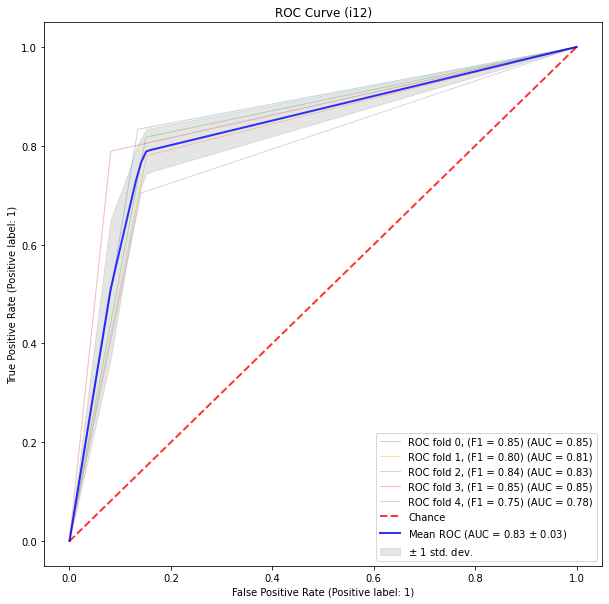 ROC Curve (i12)
True Positive Rate (Positive label: 1)
1.0
0.8
0.6
0.4
0.2
0.0
0.0 0.2 0.4 0.6 0.8 1.0
False Positive Rate (Positive label: 1)
ROC fold 0, (F1 = 0.85) (AUC = 0.85)
ROC fold 1, (F1 = 0.80) (AUC = 0.81)
ROC fold 2, (F1 = 0.84) (AUC = 0.83)
ROC fold 3, (F1 = 0.85) (AUC = 0.85)
ROC fold 4, (F1 = 0.75) (AUC = 0.78)
Chance
Mean ROC (AUC = 0.83 ± 0.03)
± 1 std. dev.